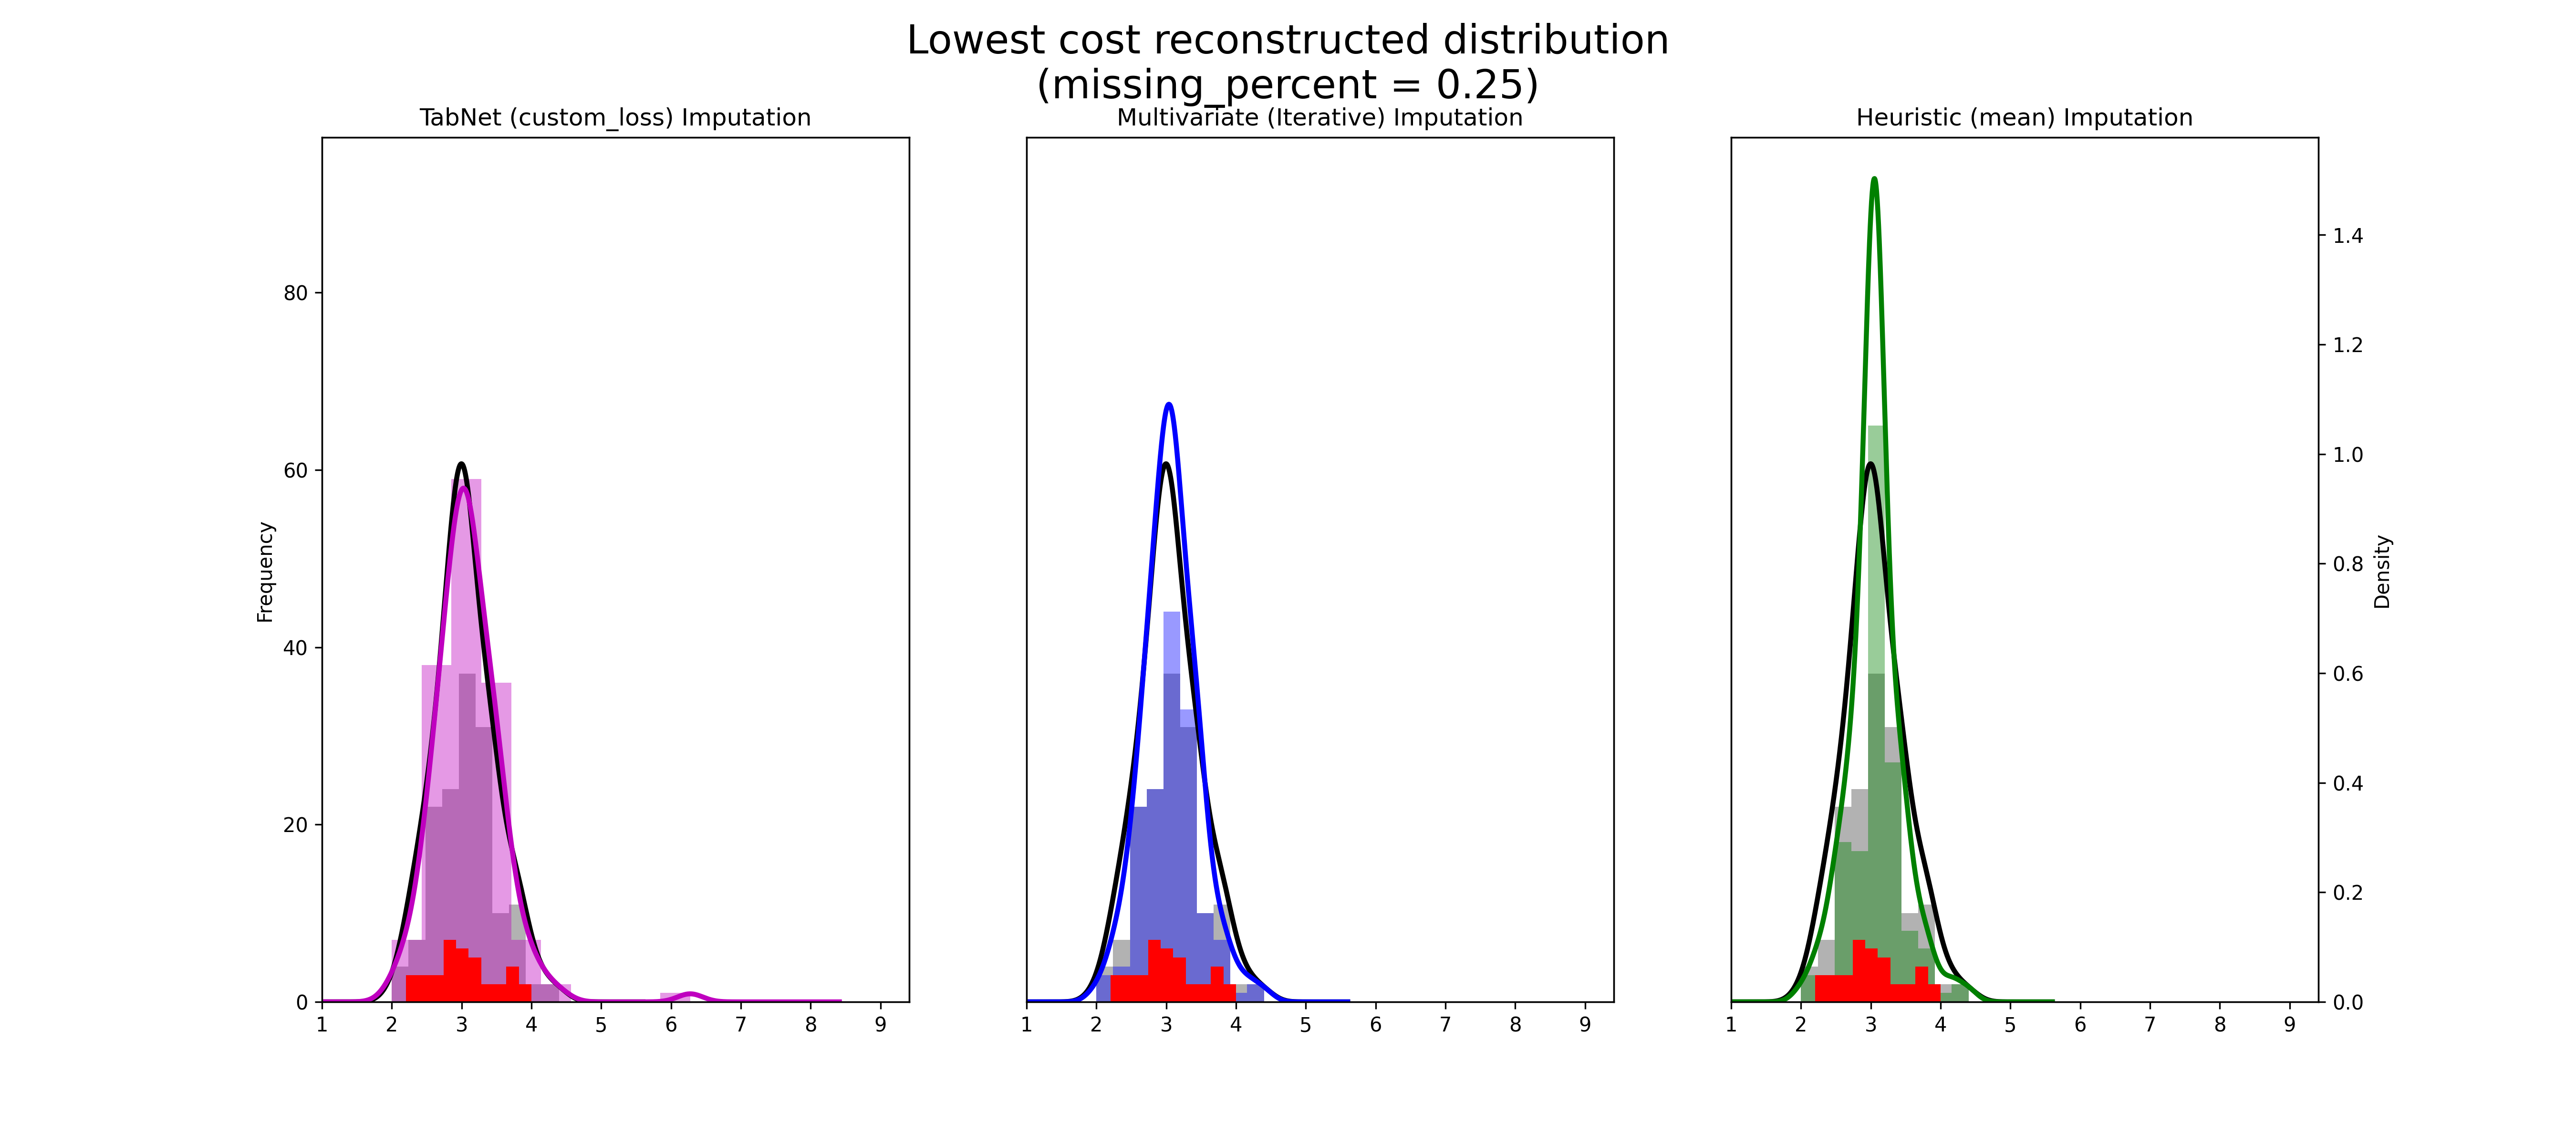 Lowest cost reconstructed distribution
(missing_percent = 0.25)
TabNet (custom_loss) Imputation
Multivariate (Iterative) Imputation
Heuristic (mean) Imputation
Frequency
80
60
40
20
0
1 2 3 4 5 6 7 8 9
1 2 3 4 5 6 7 8 9
1 2 3 4 5 6 7 8 9
1.4
1.2
1.0
0.8
0.6
0.4
0.2
0.0
Density